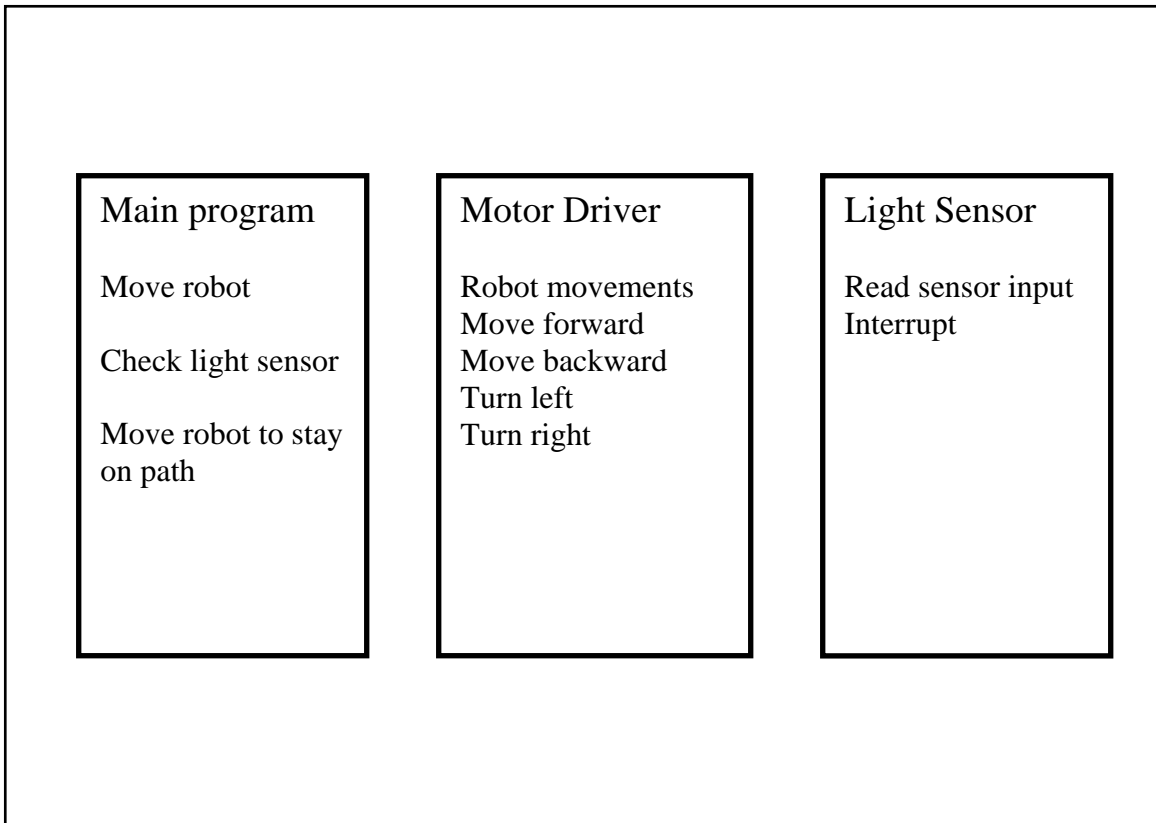 Main program
Move robot
Check light sensor
Move robot to stay
on path
Motor Driver
Robot movements
Move forward
Move backward
Turn left
Turn right
Light Sensor
Read sensor input
Interrupt